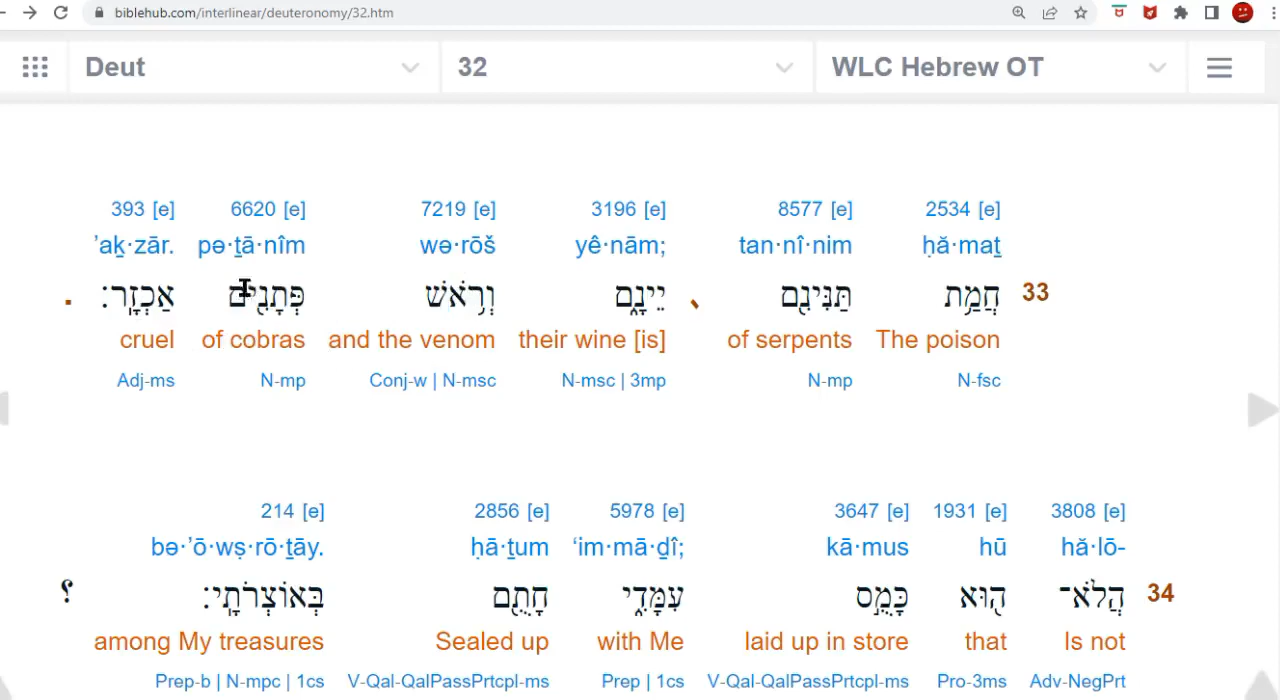 biblehub.com/interlinear/deuteronomy/32.htm
Deut 32 WLC Hebrew OT
393 [e] 6620 [e] 7219 [e] 3196 [e] 8577 [e] 2534 [e]
’aḵ·zār. pə·ṯā·nîm wə·rōš yê·nām; tan·nî·nim ḥă·maṯ
33 חֲמַ֥ת תַּנִּינִ֖ם ، יֵינָ֑ם וְרֹ֥אשׁ פְּתָנִ֖ים אַכְזָֽר׃ .
cruel of cobras and the venom their wine [is] of serpents The poison
Adj-ms N-mp Conj-w | N-msc N-msc | 3mp N-mp N-fsc
214 [e] 2856 [e] 5978 [e] 3647 [e] 1931 [e] 3808 [e]
bə·’ō·wṣ·rō·ṯāy. ḥā·ṯum ‘im·mā·ḏî; kā·mus hū hă·lō-
34 הֲלֹא־ ה֖וּא כָּמֻ֣ס עִמָּדִ֑י חָתֻ֖ם בְּאוֹצְרֹתָֽי׃ ؟
among My treasures Sealed up with Me laid up in store that Is not
Prep-b | N-mpc | 1cs V-Qal-QalPassPrtcpl-ms Prep | 1cs V-Qal-QalPassPrtcpl-ms Pro-3ms Adv-NegPrt